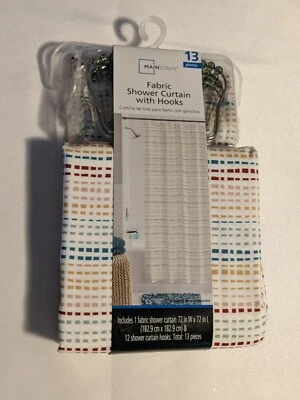 13
pieces
MAINSTAYS
Fabric
Shower Curtain
with Hooks
Cortina de tela para baño con ganchos
Includes 1 fabric shower curtain 72 in W x 72 in L
(182.9 cm x 182.9 cm) &
12 shower curtain hooks. Total: 13 pieces